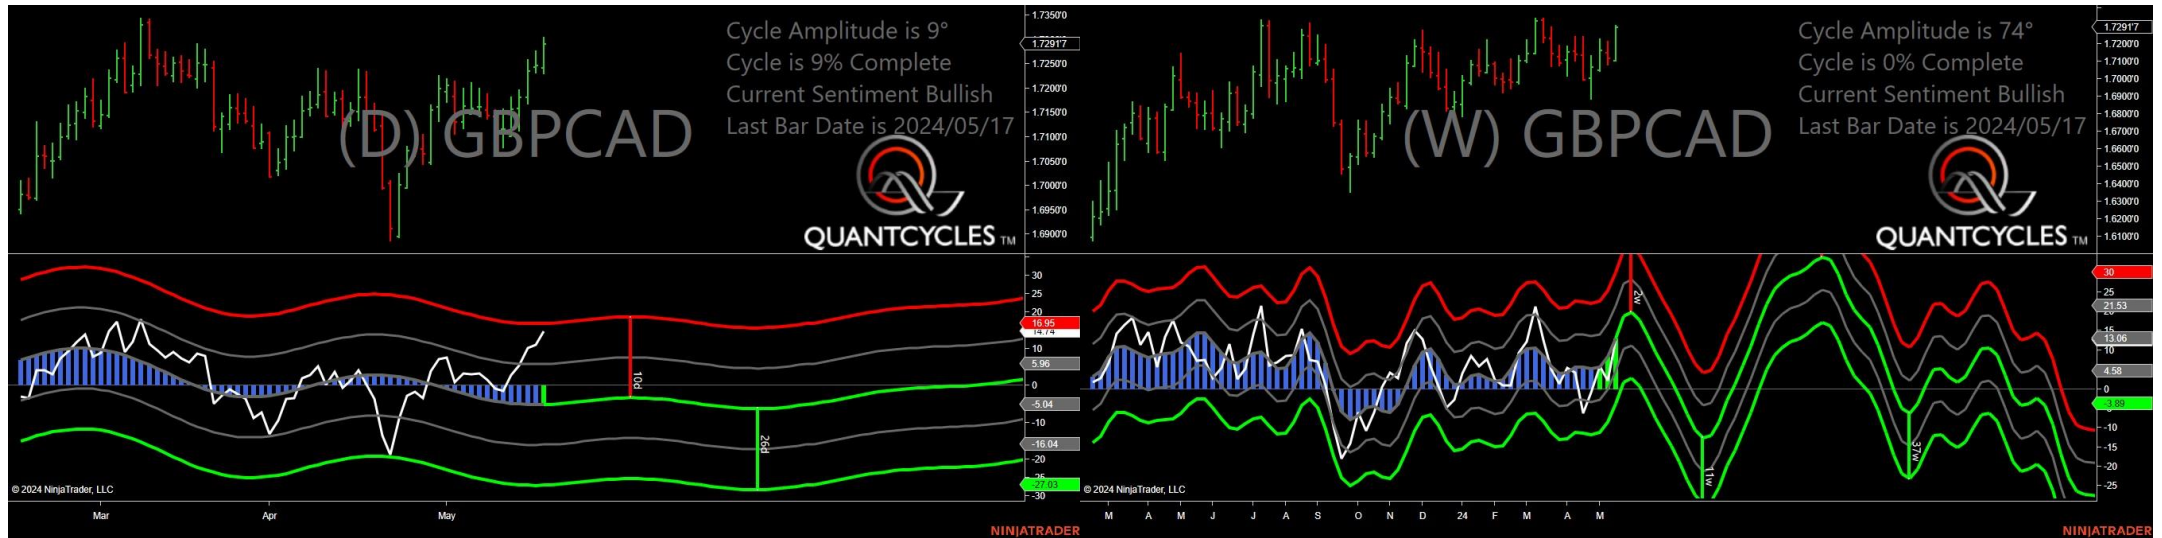 Cycle Amplitude is 9°
Cycle is 9% Complete
Current Sentiment Bullish
Last Bar Date is 2024/05/17
(D) GBPCAD
QUANTCYCLES TM
1.7350'0
1.7291'7
1.7250'0
1.7200'0
1.7150'0
1.7100'0
1.7050'0
1.7000'0
1.6950'0
1.6900'0
30
25
20
16.95
14.74
10
5.96
0
-5.04
-10
-16.04
-20
-27.03
-30
10d
26d
© 2024 NinjaTrader, LLC
Mar Apr May
NINJATRADER
Cycle Amplitude is 74°
Cycle is 0% Complete
Current Sentiment Bullish
Last Bar Date is 2024/05/17
(W) GBPCAD
QUANTCYCLES TM
1.7291'7
1.7200'0
1.7100'0
1.7000'0
1.6900'0
1.6800'0
1.6700'0
1.6600'0
1.6500'0
1.6400'0
1.6300'0
1.6200'0
1.6100'0
30
25
21.53
15
13.06
10
4.58
0
-3.89
-10
-15
-20
-25
2w
11w
37w
© 2024 NinjaTrader, LLC
M A M J J A S O N D 24 F M A M
NINJATRADER